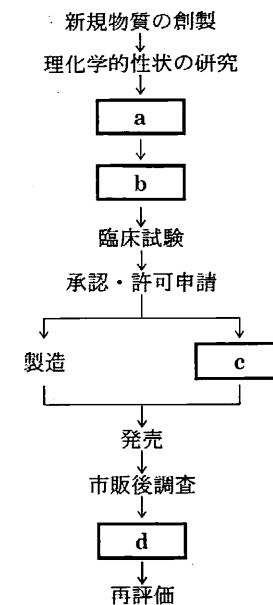 新規物質の創製
理化学的性状の研究
a
b
臨床試験
承認・許可申請
製造
c
発売
市販後調査
d
再評価